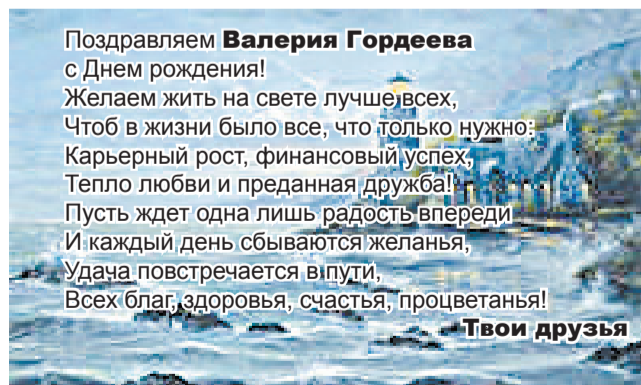 Поздравляем Валерия Гордеева
с Днем рождения!
Желаем жить на свете лучше всех,
Чтоб в жизни было все, что только нужно:
Карьерный рост, финансовый успех,
Тепло любви и преданная дружба!
Пусть ждет одна лишь радость впереди
И каждый день сбываются желанья,
Удача повстречается в пути,
Всех благ, здоровья, счастья, процветанья!
Твои друзья